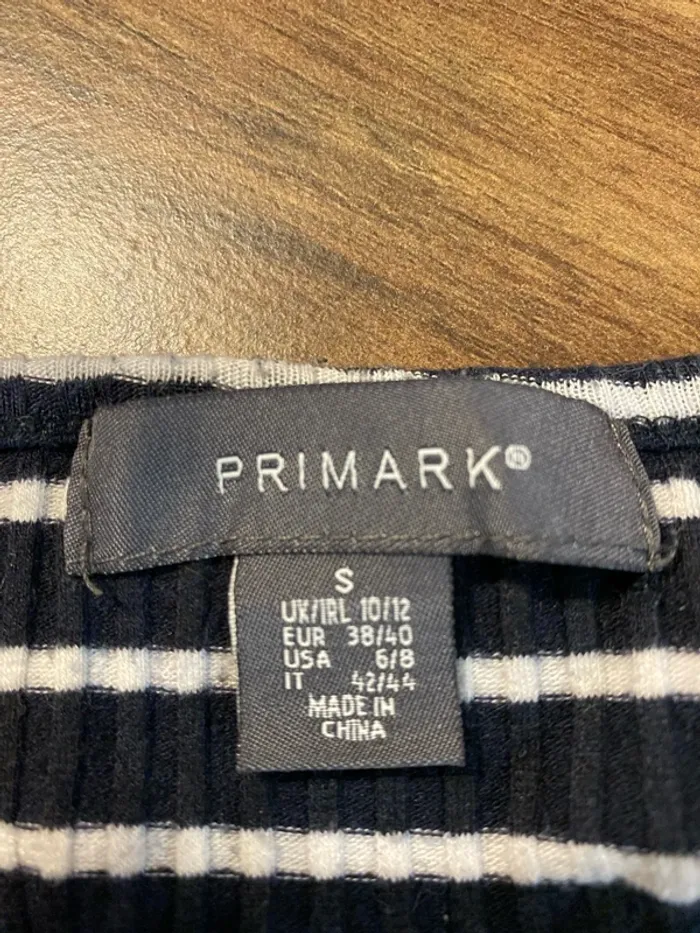 PRIMARK®
S
UK/IRL 10/12
EUR 38/40
USA 6/8
IT 42/44
MADE IN
CHINA